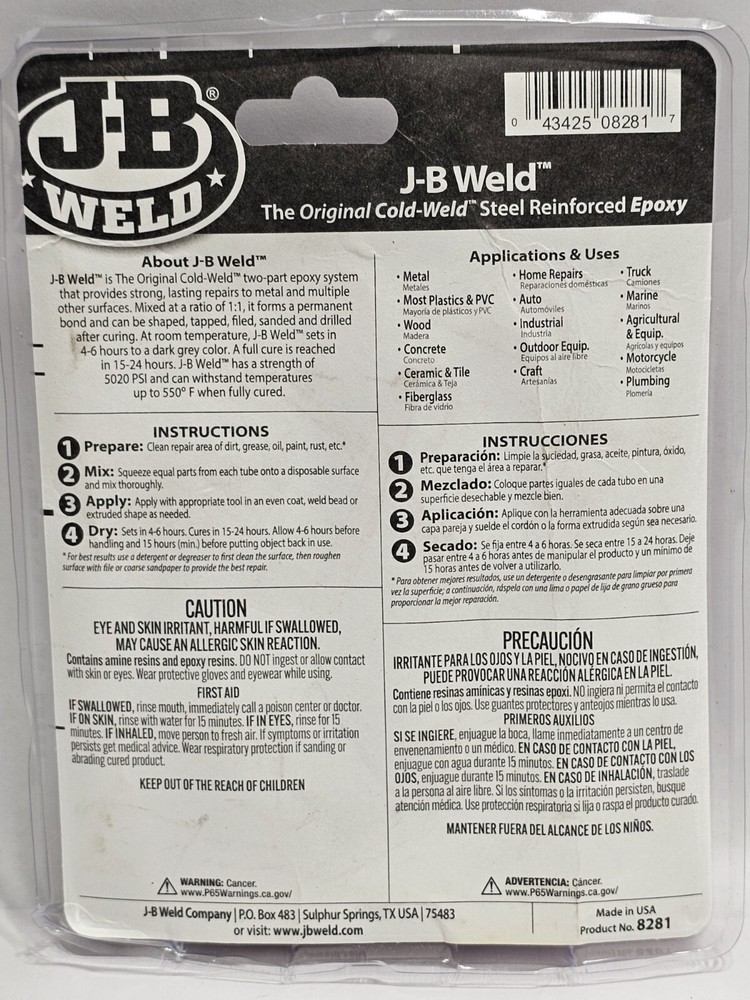 J-B
®
WELD
0 43425 08281 7
J-B Weld™
The Original Cold-Weld™ Steel Reinforced Epoxy
About J-B Weld™
J-B Weld™ is The Original Cold-Weld™ two-part epoxy system
that provides strong, lasting repairs to metal and multiple
other surfaces. Mixed at a ratio of 1:1, it forms a permanent
bond and can be shaped, tapped, filed, sanded and drilled
after curing. At room temperature, J-B Weld™ sets in
4-6 hours to a dark grey color. A full cure is reached
in 15-24 hours. J-B Weld™ has a strength of
5020 PSI and can withstand temperatures
up to 550° F when fully cured.
Applications & Uses
• Metal
Metales
• Most Plastics & PVC
Mayoría de plásticos y PVC
• Wood
Madera
• Concrete
Concreto
• Ceramic & Tile
Cerámica & Teja
• Fiberglass
Fibra de vidrio
• Home Repairs
Reparaciones domésticas
• Auto
Automóviles
• Industrial
Industria
• Outdoor Equip.
Equipos al aire libre
• Craft
Artesanías
• Truck
Camiones
• Marine
Marinos
• Agricultural
& Equip.
Agrícolas y equipos
• Motorcycle
Motocicletas
• Plumbing
Plomería
INSTRUCTIONS
1 Prepare: Clean repair area of dirt, grease, oil, paint, rust, etc.*
2 Mix: Squeeze equal parts from each tube onto a disposable surface
and mix thoroughly.
3 Apply: Apply with appropriate tool in an even coat, weld bead or
extruded shape as needed.
4 Dry: Sets in 4-6 hours. Cures in 15-24 hours. Allow 4-6 hours before
handling and 15 hours (min.) before putting object back in use.
* For best results use a detergent or degreaser to first clean the surface, then roughen
surface with file or coarse sandpaper to provide the best repair.
INSTRUCCIONES
1 Preparación: Limpie la suciedad, grasa, aceite, pintura, óxido,
etc. que tenga el área a reparar.*
2 Mezclado: Coloque partes iguales de cada tubo en una
superficie desechable y mezcle bien.
3 Aplicación: Aplique con la herramienta adecuada sobre una
capa pareja y suelde el cordón o la forma extrudida según sea necesario.
4 Secado: Se fija entre 4 a 6 horas. Se seca entre 15 a 24 horas. Deje
pasar entre 4 a 6 horas antes de manipular el producto y un mínimo de
15 horas antes de volver a utilizarlo.
* Para obtener mejores resultados, use un detergente o desengrasante para limpiar por primera
vez la superficie; a continuación, ráspela con una lima o papel de lija de grano grueso para
proporcionar la mejor reparación.
CAUTION
EYE AND SKIN IRRITANT, HARMFUL IF SWALLOWED,
MAY CAUSE AN ALLERGIC SKIN REACTION.
Contains amine resins and epoxy resins. DO NOT ingest or allow contact
with skin or eyes. Wear protective gloves and eyewear while using.
FIRST AID
IF SWALLOWED, rinse mouth, immediately call a poison center or doctor.
IF ON SKIN, rinse with water for 15 minutes. IF IN EYES, rinse for 15
minutes. IF INHALED, move person to fresh air. If symptoms or irritation
persists get medical advice. Wear respiratory protection if sanding or
abrading cured product.
KEEP OUT OF THE REACH OF CHILDREN
PRECAUCIÓN
IRRITANTE PARA LOS OJOS Y LA PIEL, NOCIVO EN CASO DE INGESTIÓN,
PUEDE PROVOCAR UNA REACCIÓN ALÉRGICA EN LA PIEL.
Contiene resinas amínicas y resinas epoxi. NO ingiera ni permita el contacto
con la piel o los ojos. Use guantes protectores y anteojos mientras lo usa.
PRIMEROS AUXILIOS
SI SE INGIERE, enjuague la boca, llame inmediatamente a un centro de
envenenamiento o un médico. EN CASO DE CONTACTO CON LA PIEL,
enjuague con agua durante 15 minutos. EN CASO DE CONTACTO CON LOS
OJOS, enjuague durante 15 minutos. EN CASO DE INHALACIÓN, traslade
a la persona al aire libre. Si los síntomas o la irritación persisten, busque
atención médica. Use protección respiratoria si lija o raspa el producto curado.
MANTENER FUERA DEL ALCANCE DE LOS NIÑOS.
WARNING: Cancer.
www.P65Warnings.ca.gov/
ADVERTENCIA: Cáncer.
www.P65Warnings.ca.gov/
J-B Weld Company | P.O. Box 483 | Sulphur Springs, TX USA | 75483
or visit: www.jbweld.com
Made in USA
Product No. 8281